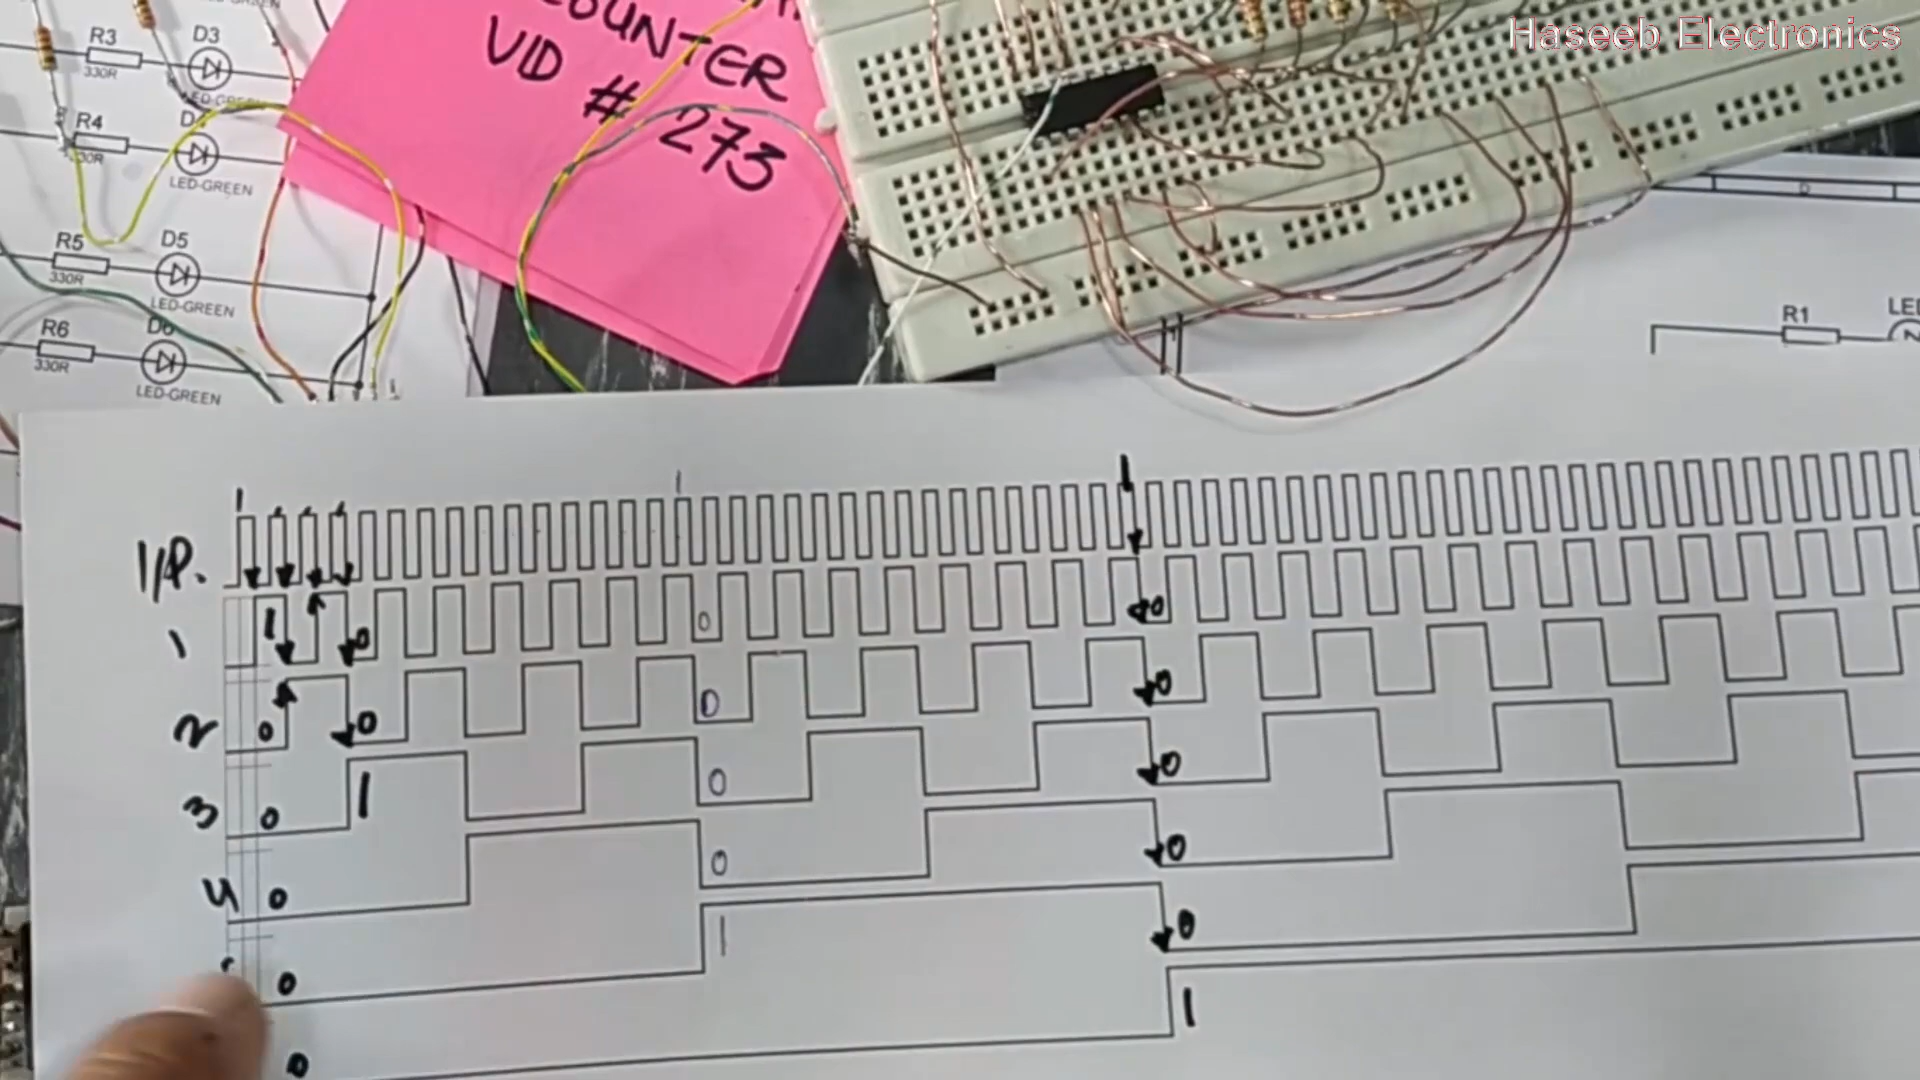 Haseeb Electronics
COUNTER
VID # 273
R3
330R
D3
LED-GREEN
R4
LED-GREEN
R5
330R
D5
LED-GREEN
R6
330R
D6
LED-GREEN
R1
I/P.
1
1
0
0
0
2
0
0
0
0
3
0
1
0
0
4
0
0
0
0
1
0
0
1